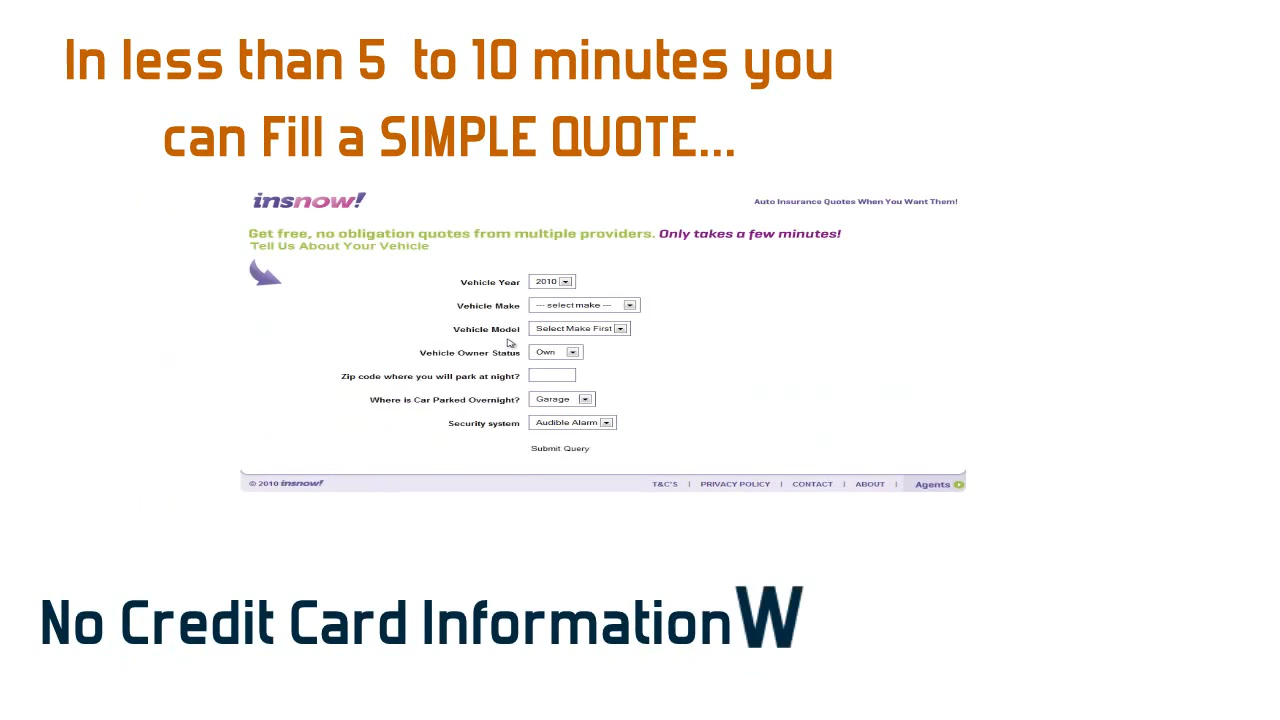 In less than 5 to 10 minutes you
can Fill a SIMPLE QUOTE...
insnow!
Auto Insurance Quotes When You Want Them!
Get free, no obligation quotes from multiple providers. Only takes a few minutes!
Tell Us About Your Vehicle
Vehicle Year 2010
Vehicle Make --- select make ---
Vehicle Model Select Make First
Vehicle Owner Status Own
Zip code where you will park at night?
Where is Car Parked Overnight? Garage
Security system Audible Alarm
Submit Query
© 2010 insnow! T&C'S | PRIVACY POLICY | CONTACT | ABOUT | Agents
No Credit Card Information W